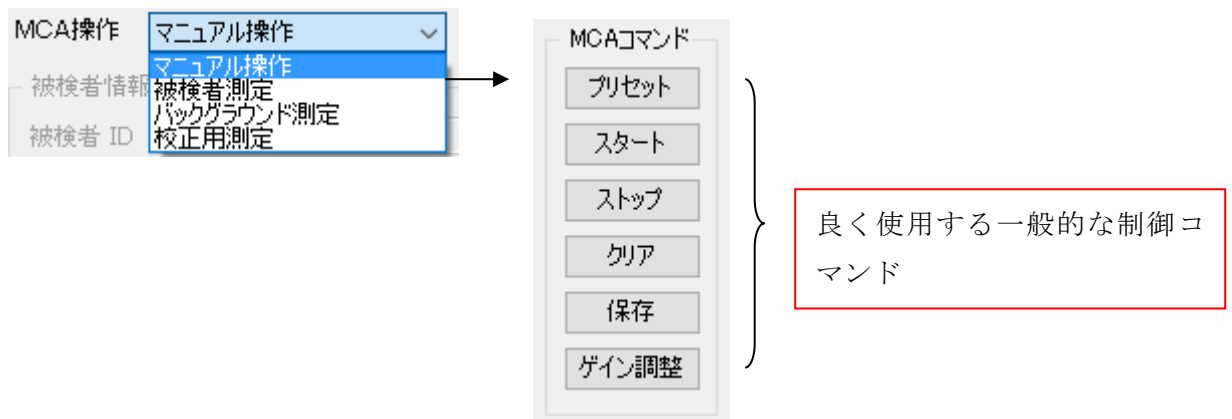 MCA操作 マニュアル操作
マニュアル操作
被検者情報 被検者測定
バックグラウンド測定
被検者 ID 校正用測定
MCAコマンド
プリセット
スタート
ストップ
クリア
保存
ゲイン調整
良く使用する一般的な制御コ
マンド